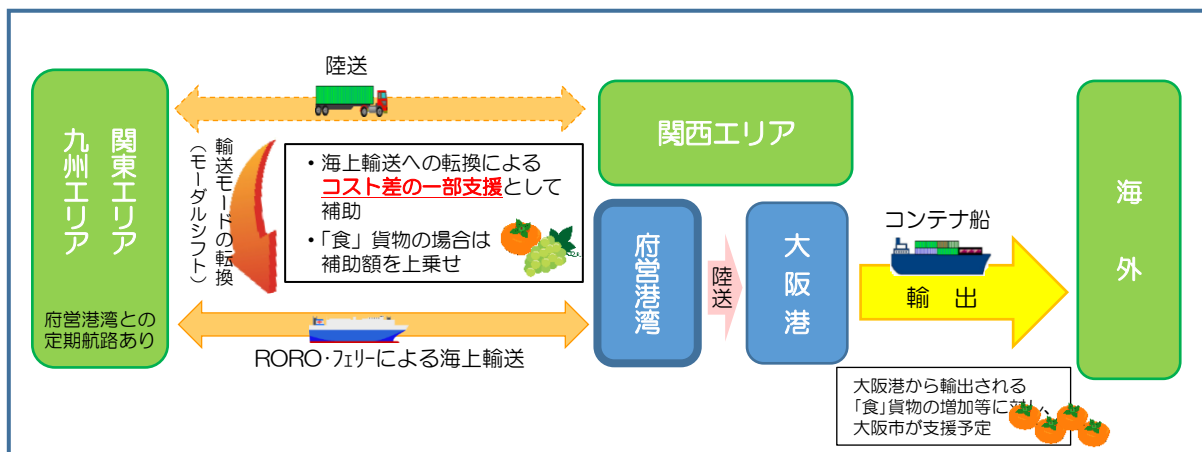 陸送
関東エリア
九州エリア
府営港湾との
定期航路あり
輸送モードの転換
（モーダルシフト）
・海上輸送への転換による
コスト差の一部支援として
補助
・「食」貨物の場合は
補助額を上乗せ
RORO・フェリーによる海上輸送
関西エリア
府営港湾
陸送
大阪港
コンテナ船
輸 出
海 外
大阪港から輸出される
「食」貨物の増加等に対し、
大阪市が支援予定